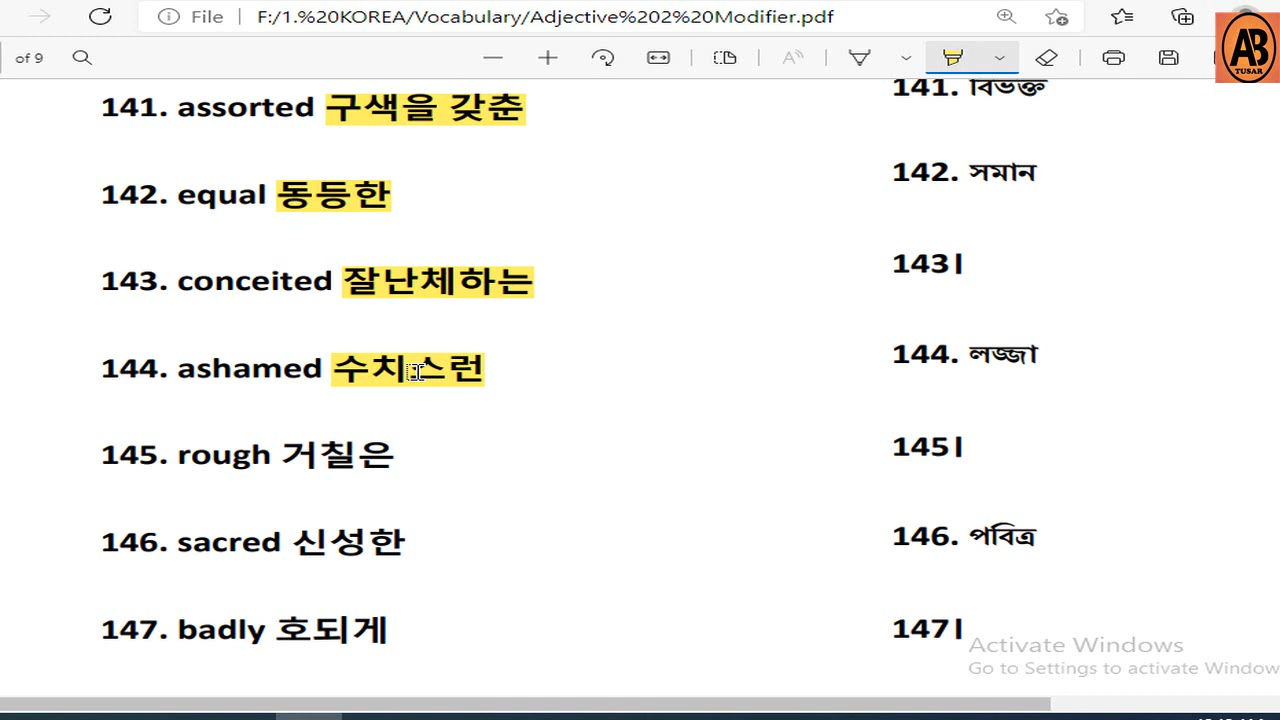 File F:/1.%20KOREA/Vocabulary/Adjective%202%20Modifier.pdf
of 9
AB
TUSAR
141. assorted 구색을 갖춘
141. বিভক্ত
142. equal 동등한
142. সমান
143. conceited 잘난체하는
143।
144. ashamed 수치스런
144. লজ্জা
145. rough 거칠은
145।
146. sacred 신성한
146. পবিত্র
147. badly 호되게
147।
Activate Windows
Go to Settings to activate Window